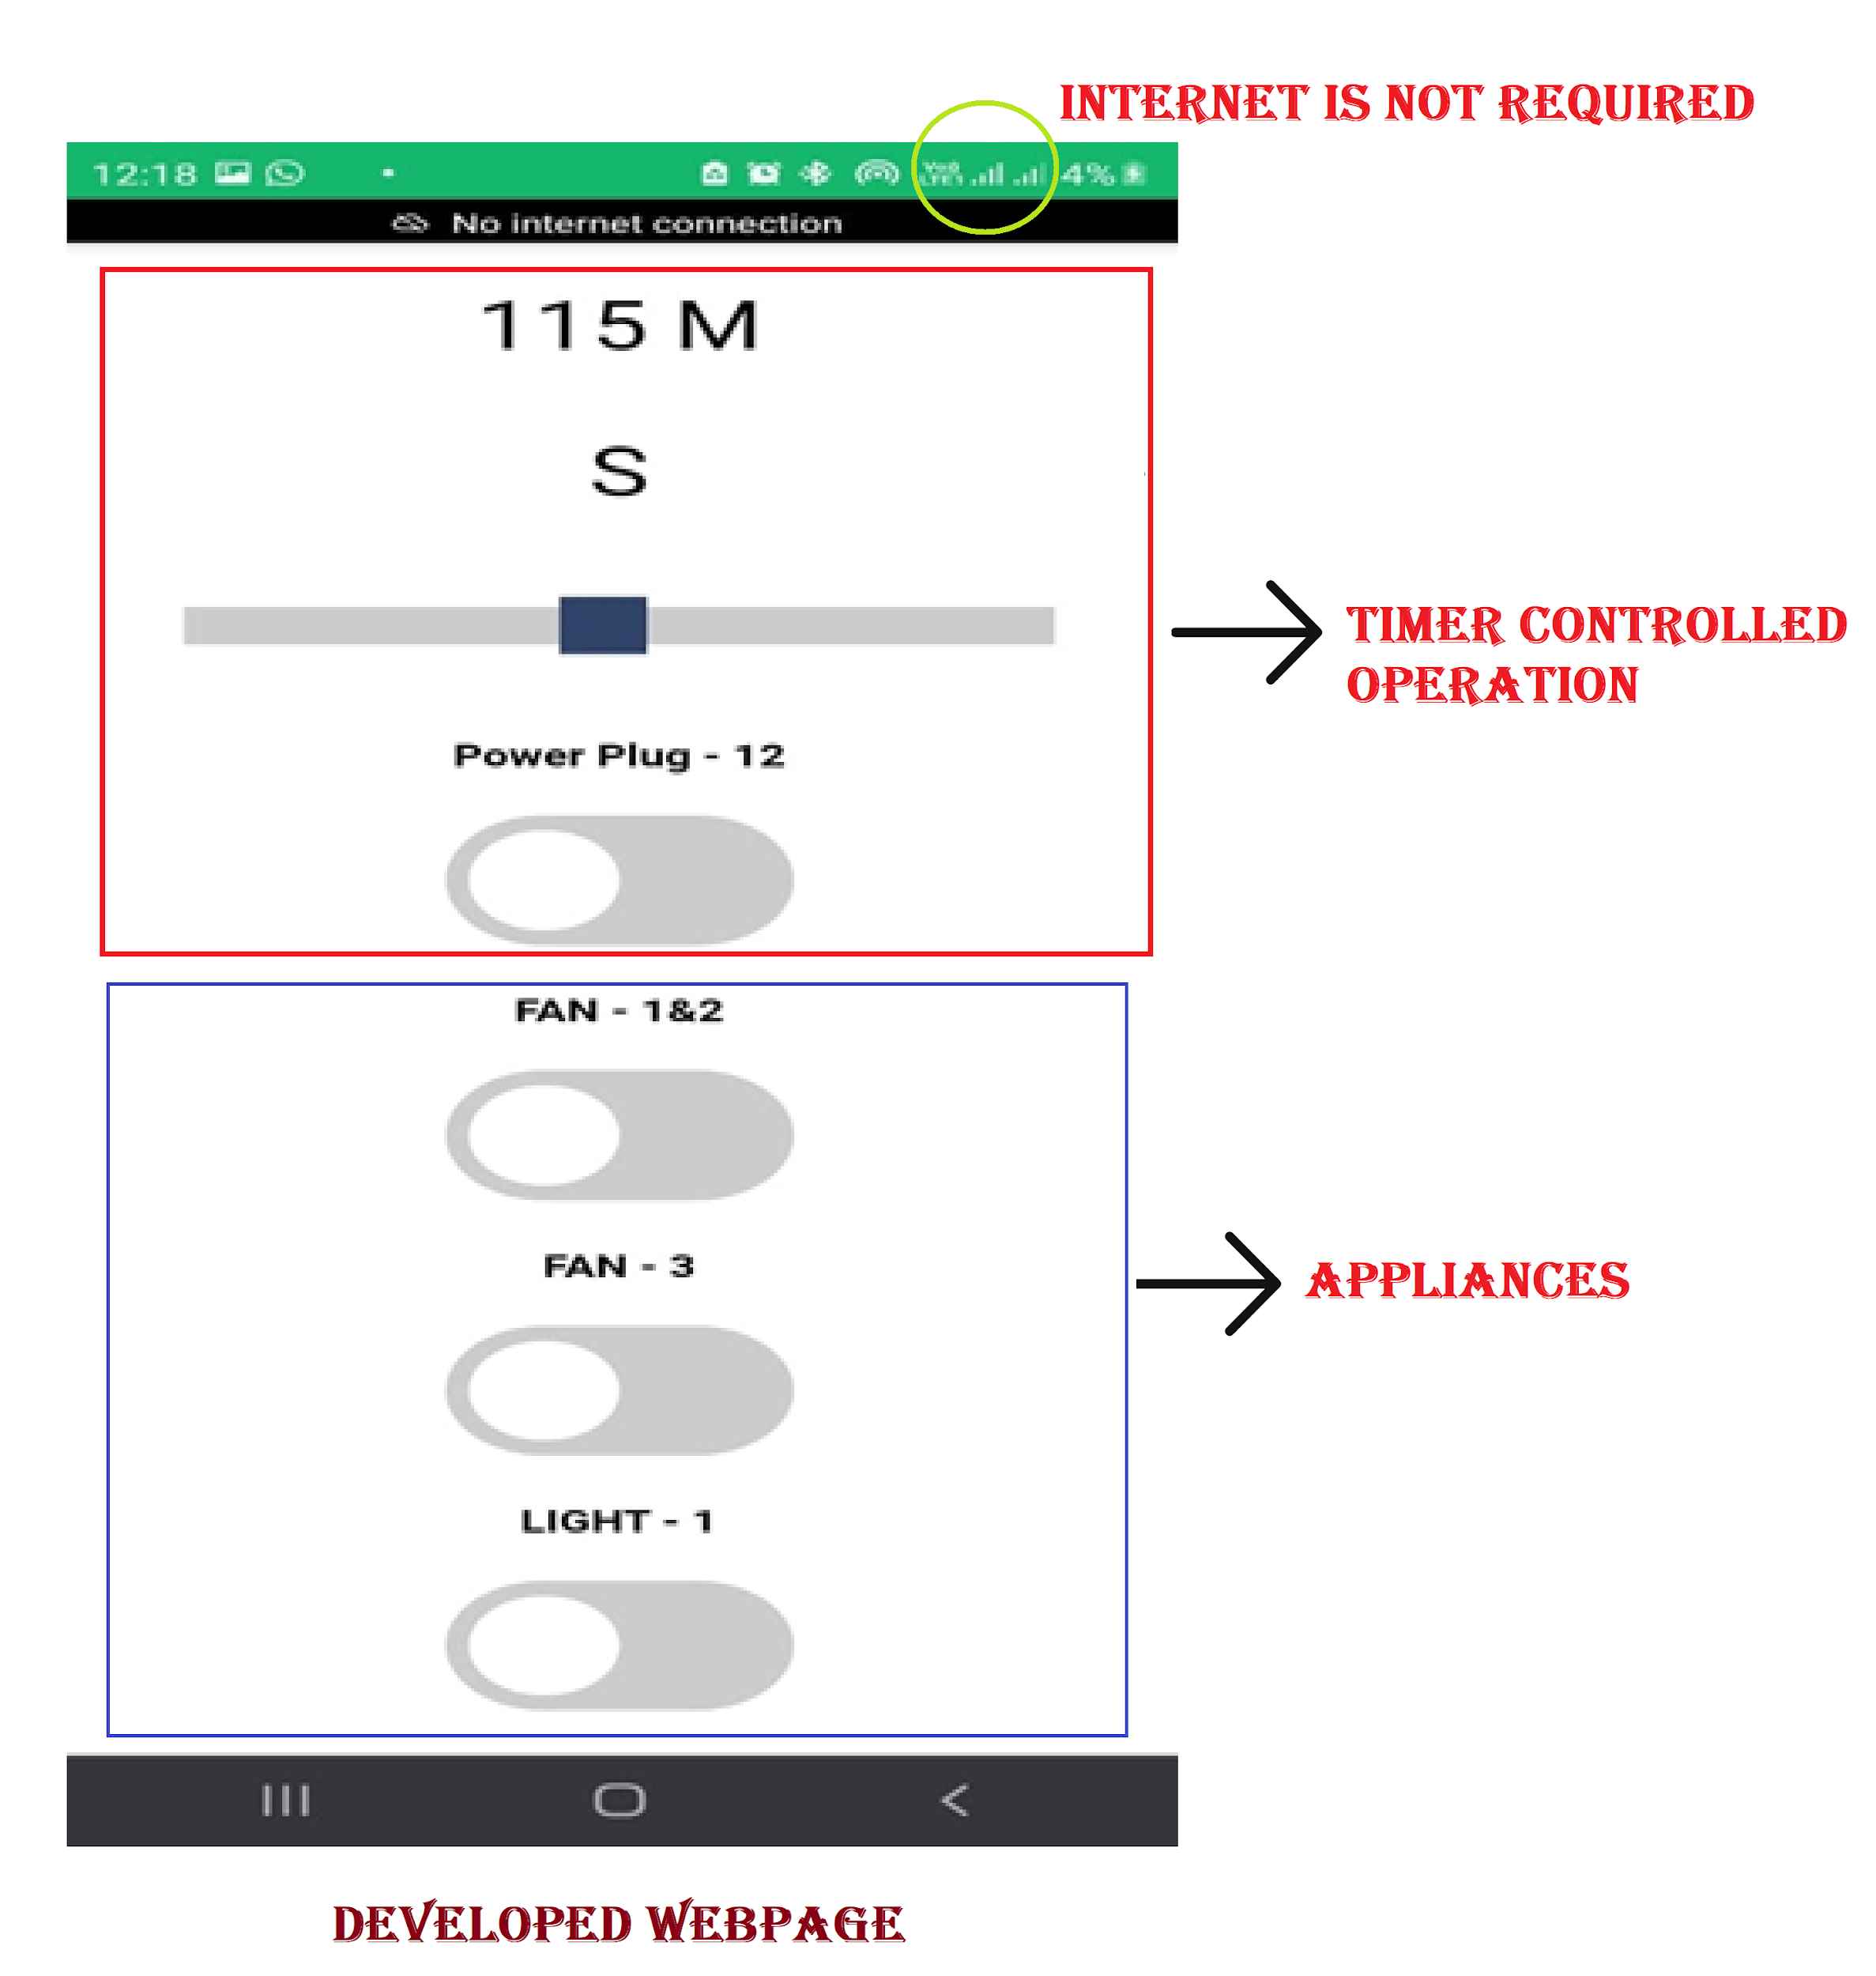 INTERNET IS NOT REQUIRED
12:18 4%
No internet connection
115 M
S
TIMER CONTROLLED
OPERATION
Power Plug - 12
FAN - 1&2
FAN - 3
APPLIANCES
LIGHT - 1
DEVELOPED WEBPAGE